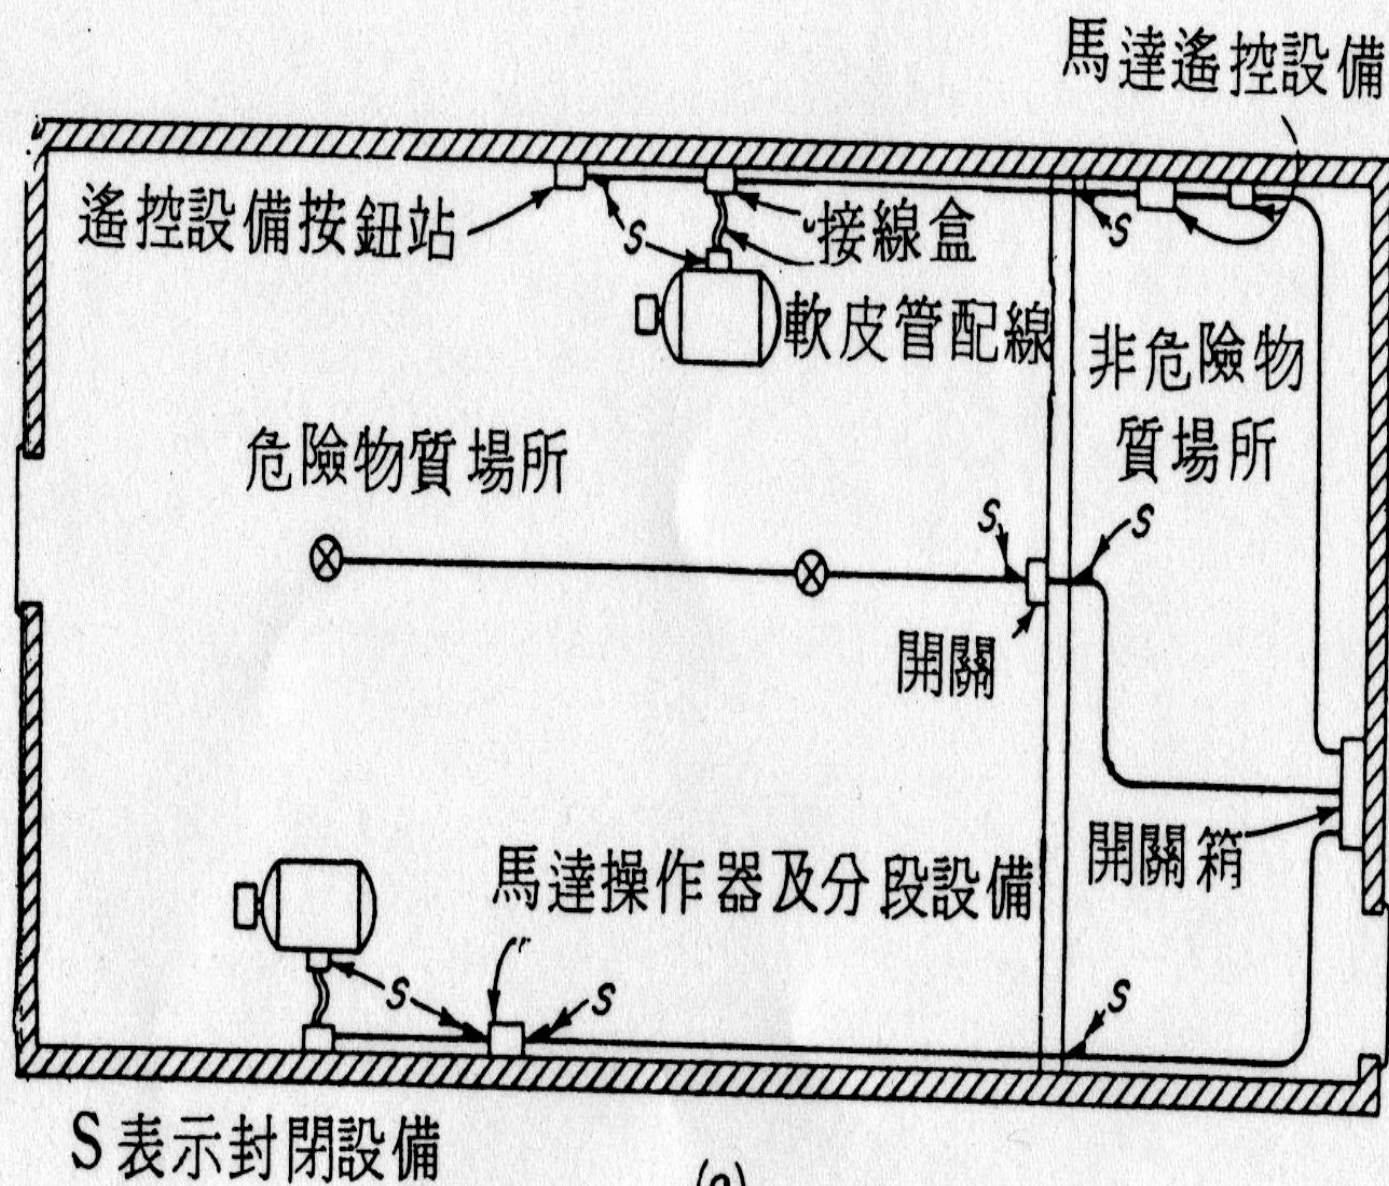 馬達遙控設備
遙控設備按鈕站
S
接線盒
S
軟皮管配線
非危險物
質場所
危險物質場所
S
S
開關
開關箱
馬達操作器及分段設備
S
S
S
S表示封閉設備
(a)